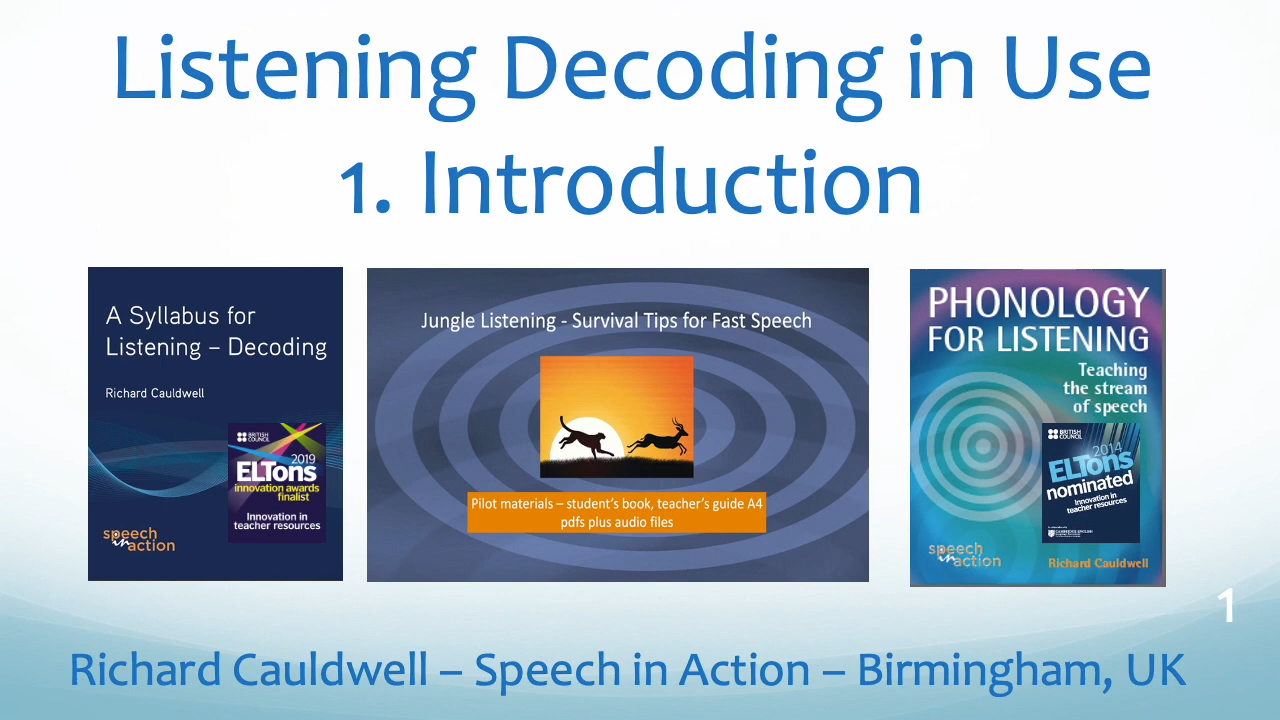 Listening Decoding in Use
1. Introduction
A Syllabus for
Listening – Decoding
Richard Cauldwell
BRITISH
COUNCIL
2019
ELTons
innovation awards
finalist
Innovation in
teacher resources
speech
in action
Jungle Listening - Survival Tips for Fast Speech
Pilot materials – student's book, teacher's guide A4
pdfs plus audio files
PHONOLOGY
FOR LISTENING
Teaching
the stream
of speech
BRITISH
COUNCIL
2014
ELTons
nominated
Innovation in
teacher resources
CAMBRIDGE ENGLISH
speech
in action
Richard Cauldwell
1
Richard Cauldwell – Speech in Action – Birmingham, UK